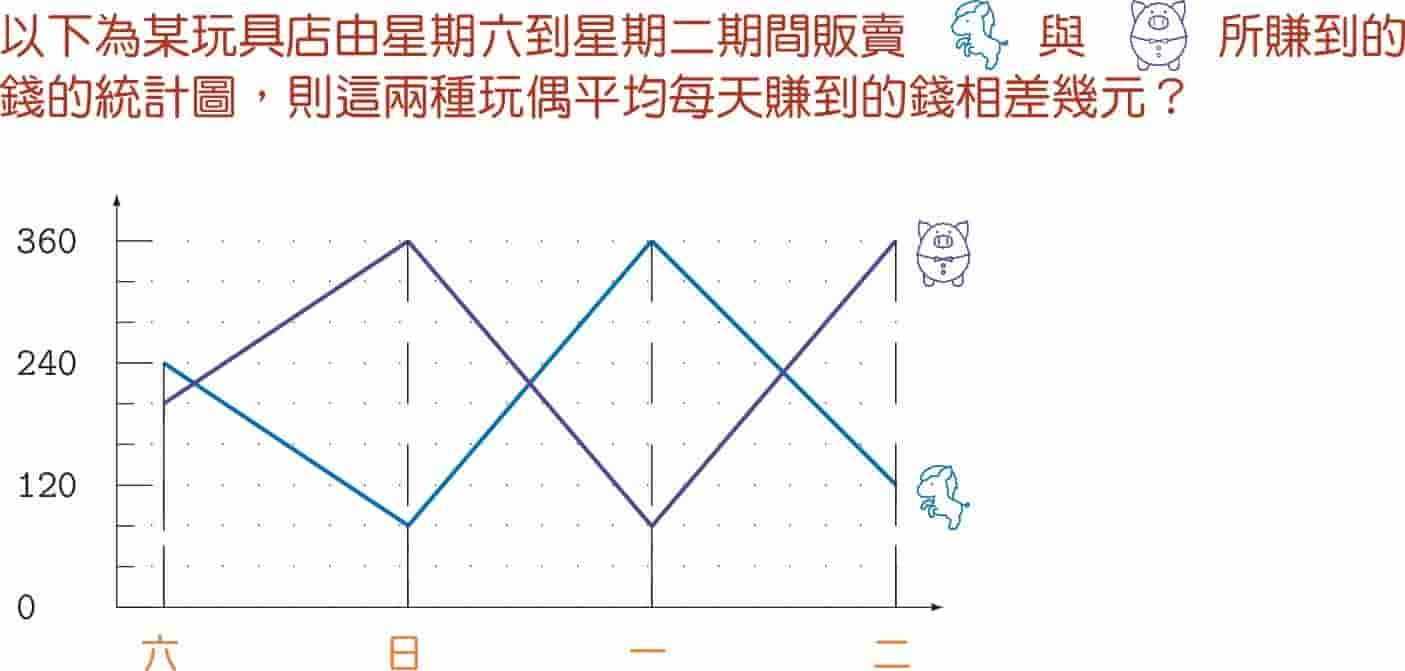 以下為某玩具店由星期六到星期二期間販賣 與 所賺到的
錢的統計圖，則這兩種玩偶平均每天賺到的錢相差幾元？
360
240
120
0
六 日 一 二